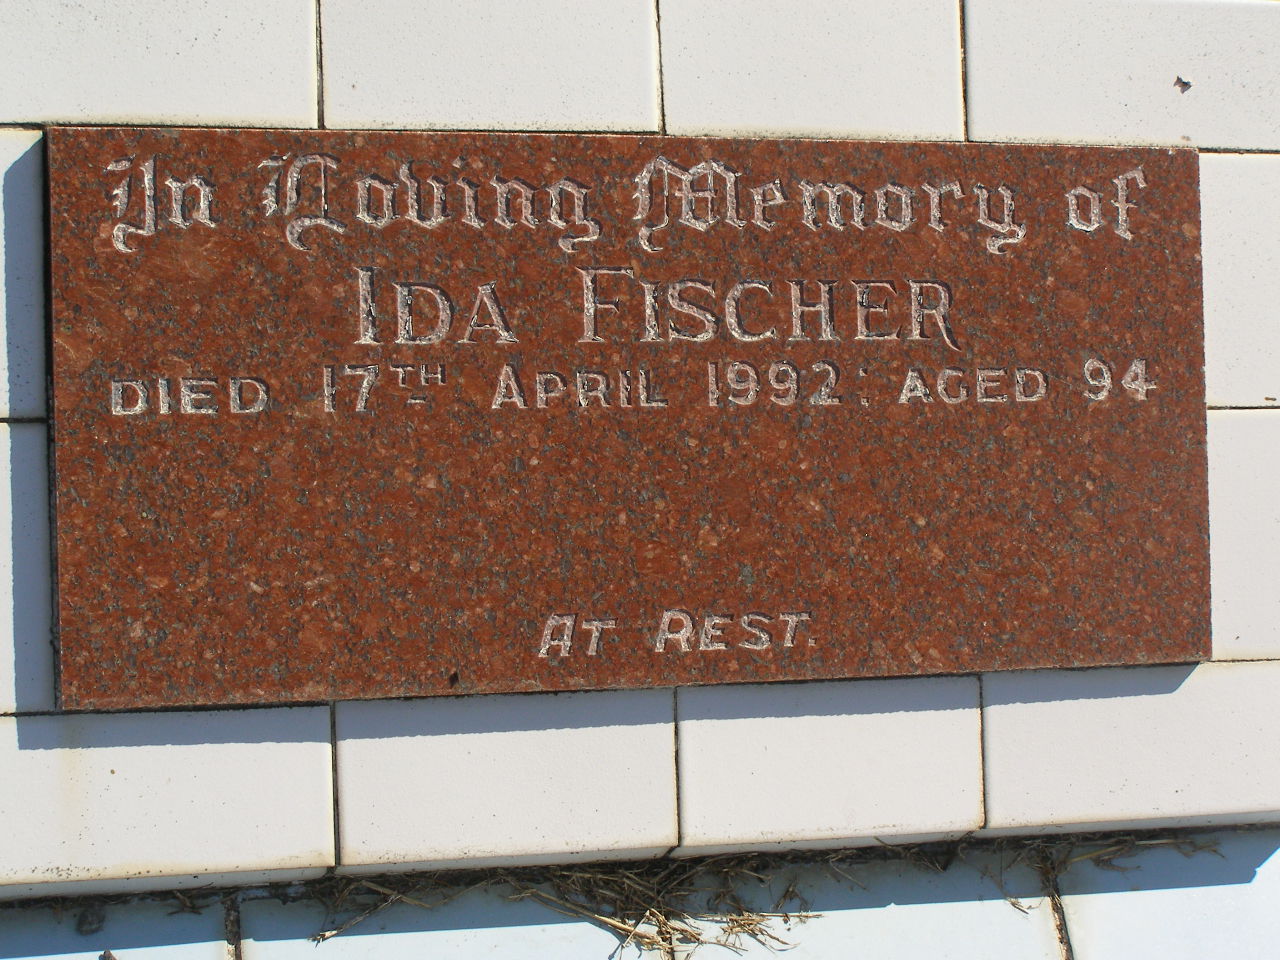 In Loving Memory of
IDA FISCHER
DIED 17TH APRIL 1992: AGED 94
AT REST.